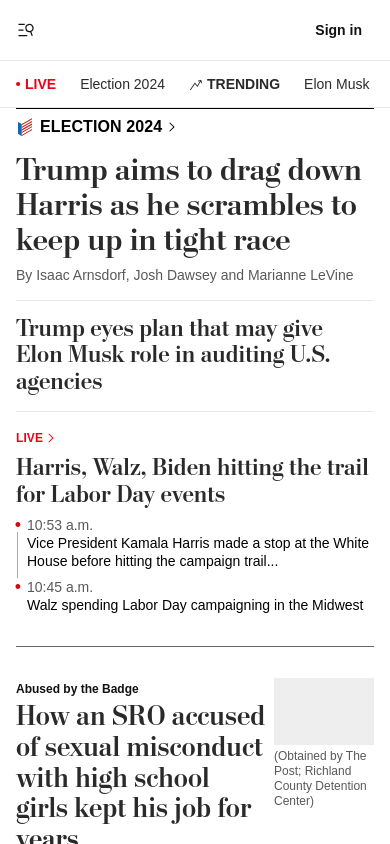 Sign in
LIVE Election 2024 TRENDING Elon Musk
ELECTION 2024
Trump aims to drag down
Harris as he scrambles to
keep up in tight race
By Isaac Arnsdorf, Josh Dawsey and Marianne LeVine
Trump eyes plan that may give
Elon Musk role in auditing U.S.
agencies
LIVE
Harris, Walz, Biden hitting the trail
for Labor Day events
10:53 a.m.
Vice President Kamala Harris made a stop at the White
House before hitting the campaign trail...
10:45 a.m.
Walz spending Labor Day campaigning in the Midwest
Abused by the Badge
How an SRO accused
of sexual misconduct
with high school
girls kept his job for
years
(Obtained by The
Post; Richland
County Detention
Center)